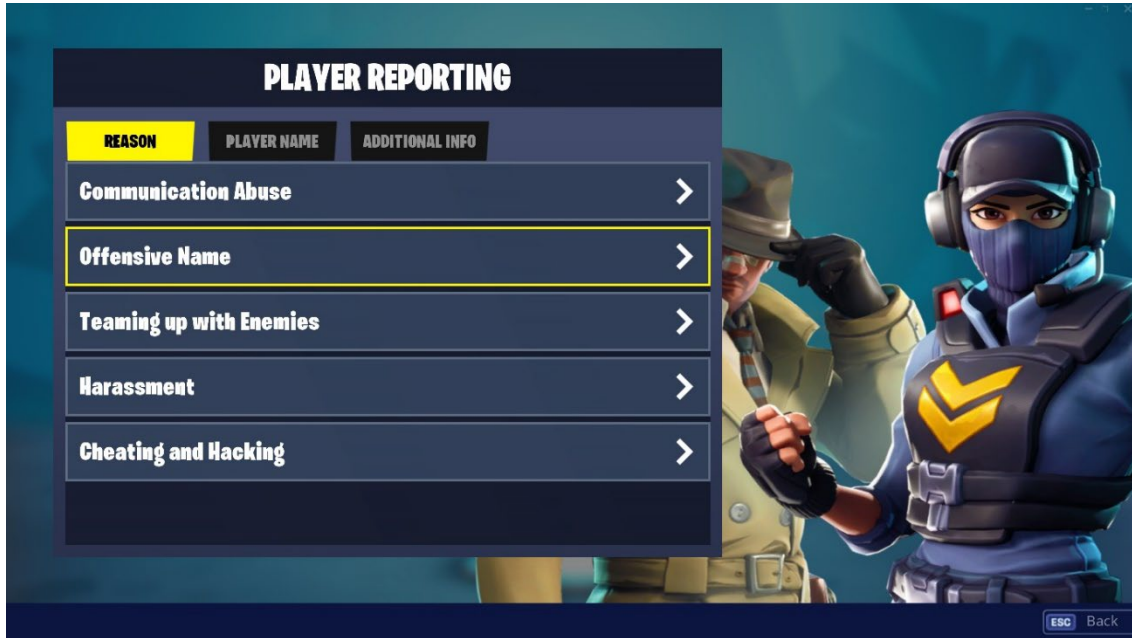 PLAYER REPORTING
REASON PLAYER NAME ADDITIONAL INFO
Communication Abuse
Offensive Name
Teaming up with Enemies
Harassment
Cheating and Hacking
ESC Back